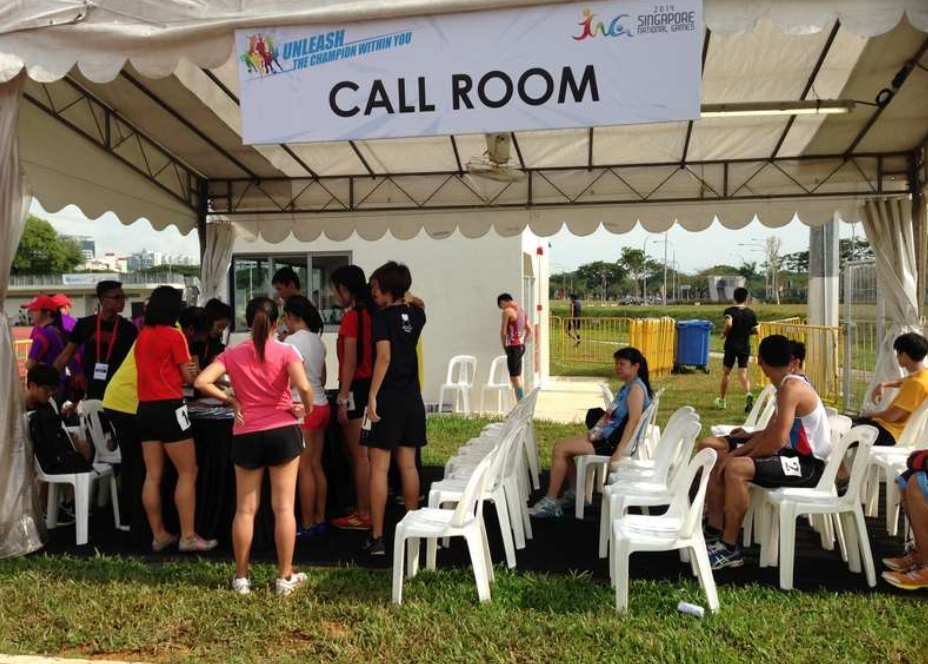 UNLEASH
THE CHAMPION WITHIN YOU
2014
SINGAPORE
NATIONAL GAMES
CALL ROOM